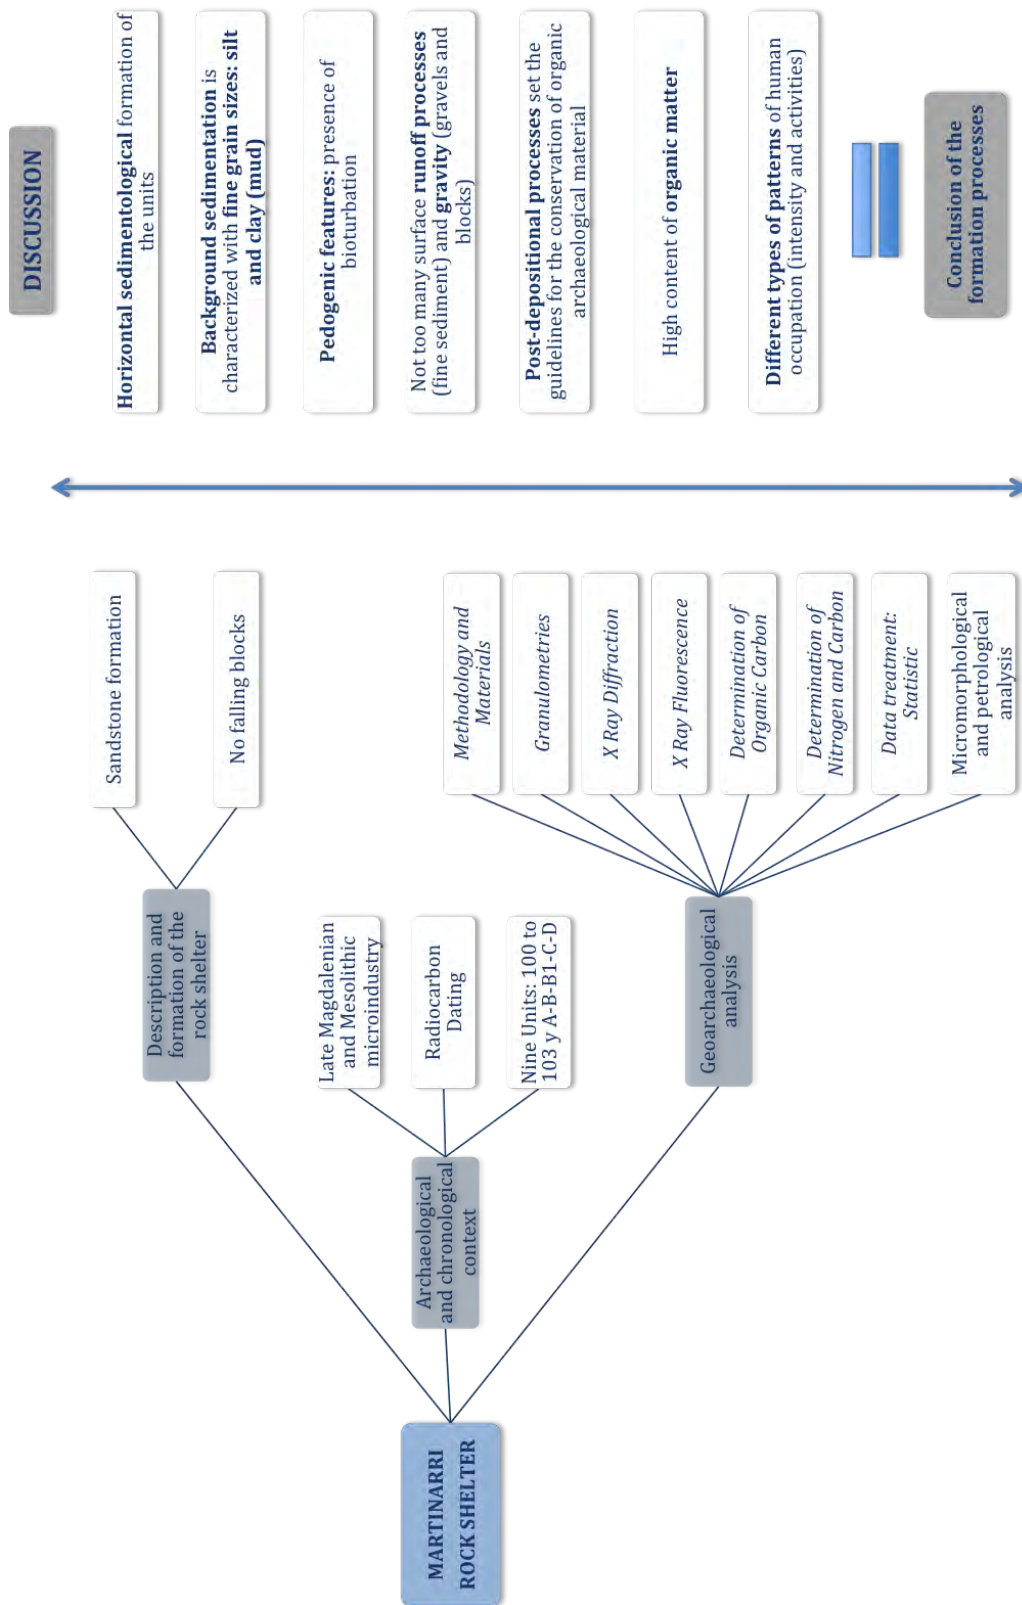 MARTINARRI
ROCK SHELTER
Description and
formation of the
rock shelter
Sandstone formation
No falling blocks
Archaeological
and chronological
context
Late Magdalenian
and Mesolithic
microindustry
Radiocarbon
Dating
Nine Units: 100 to
103 y A-B-B1-C-D
Geoarchaeological
analysis
Methodology and
Materials
Granulometries
X Ray Diffraction
X Ray Fluorescence
Determination of
Organic Carbon
Determination of
Nitrogen and Carbon
Data treatment:
Statistic
Micromorphological
and petrological
analysis
DISCUSSION
Horizontal sedimentological formation of
the units
Background sedimentation is
characterized with fine grain sizes: silt
and clay (mud)
Pedogenic features: presence of
bioturbation
Not too many surface runoff processes
(fine sediment) and gravity (gravels and
blocks)
Post-depositional processes set the
guidelines for the conservation of organic
archaeological material
High content of organic matter
Different types of patterns of human
occupation (intensity and activities)
Conclusion of the
formation processes